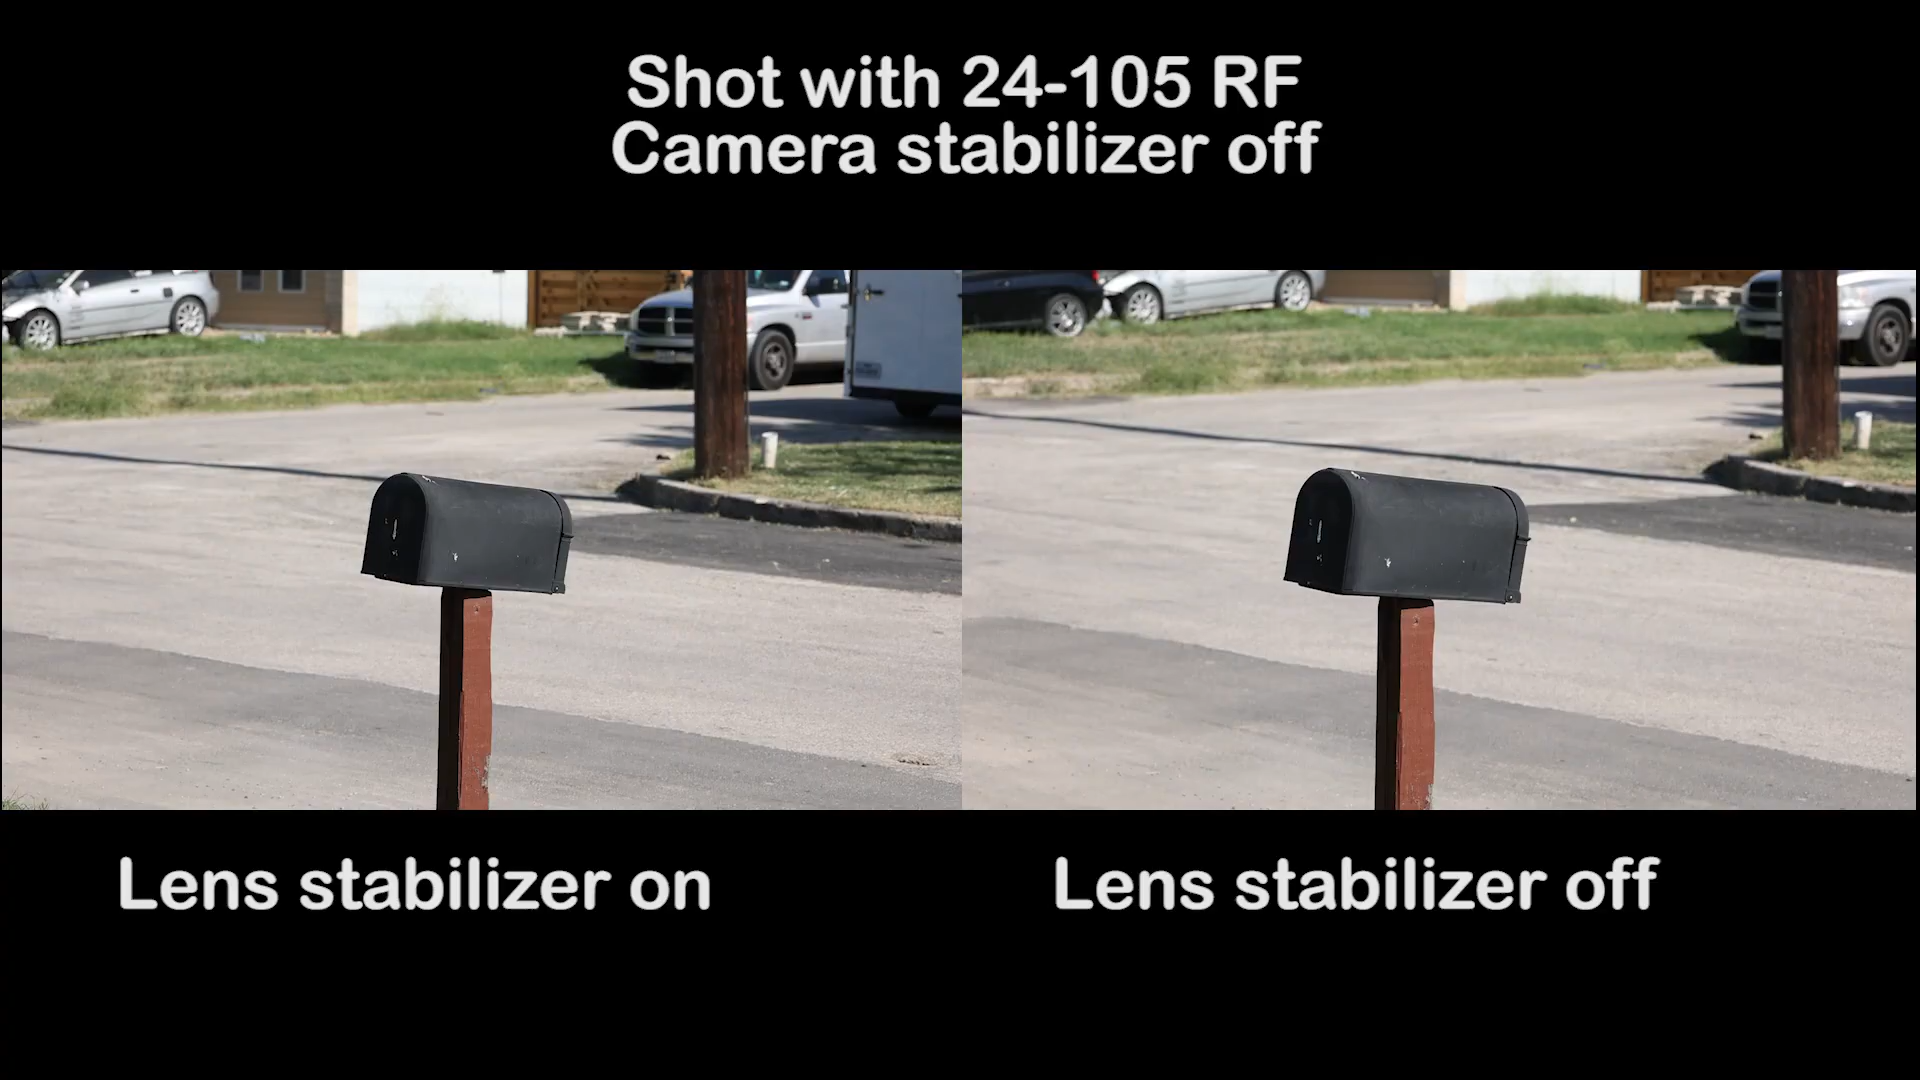 Shot with 24-105 RF
Camera stabilizer off
Lens stabilizer on
Lens stabilizer off